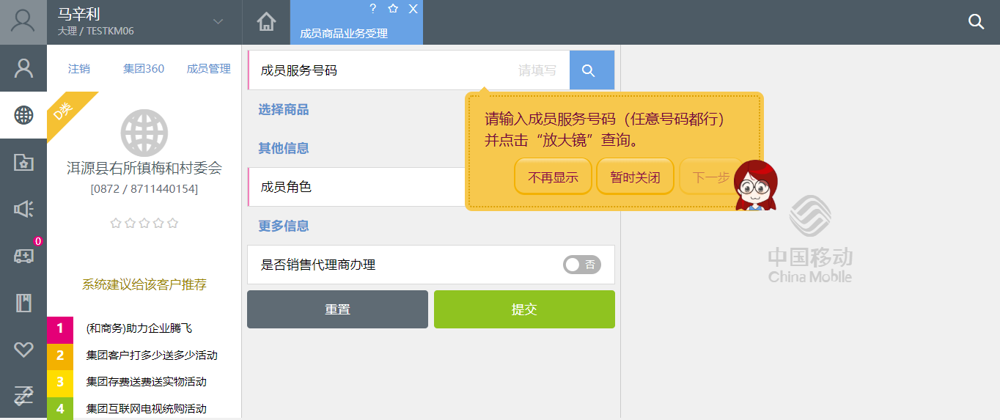 马辛利
大理 / TESTKM06
? X
成员商品业务受理
注销 集团360 成员管理
D类
洱源县右所镇梅和村委会
[0872 / 8711440154]
0
系统建议给该客户推荐
1 (和商务)助力企业腾飞
2 集团客户打多少送多少活动
3 集团存费送费送实物活动
4 集团互联网电视统购活动
成员服务号码 请填写
选择商品
其他信息
成员角色
更多信息
是否销售代理商办理 否
重置 提交
请输入成员服务号码（任意号码都行）
并点击“放大镜”查询。
不再显示 暂时关闭 下一步
中国移动
China Mobile